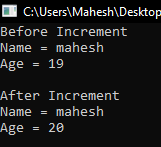 C:\Users\Mahesh\Desktop
Before Increment
Name = mahesh
Age = 19
After Increment
Name = mahesh
Age = 20